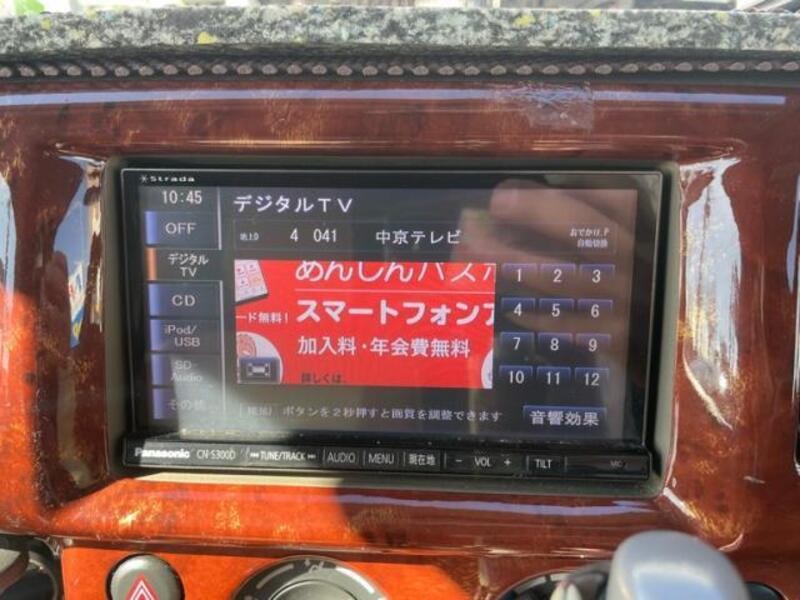 Strada
10:45
デジタルTV
OFF
地上D 4 041 中京テレビ
おでかけ.P
自動切換
デジタル
TV
CD
iPod/
USB
SD-
Audio
その他
あんしんパスア
スマートフォンア
ード無料!
加入料・年会費無料
詳しくは、
1 2 3
4 5 6
7 8 9
10 11 12
ボタンを2秒押すと画質を調整できます
音響効果
Panasonic CN-S300D TUNE/TRACK AUDIO MENU 現在地 - VOL + TILT